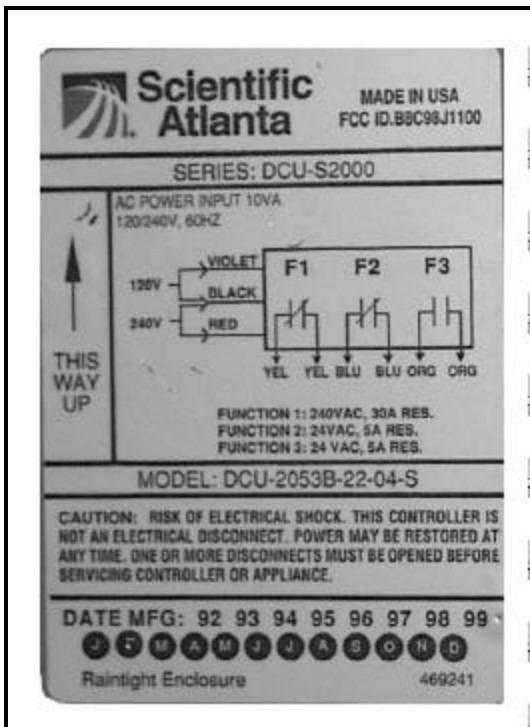 Scientific
Atlanta
MADE IN USA
FCC ID.B8C98J1100
SERIES: DCU-S2000
AC POWER INPUT 10VA
120/240V, 60HZ
THIS
WAY
UP
120V
240V
VIOLET
BLACK
RED
F1 F2 F3
YEL YEL BLU BLU ORG ORG
FUNCTION 1: 240VAC, 30A RES.
FUNCTION 2: 24VAC, 5A RES.
FUNCTION 3: 24 VAC, 5A RES.
MODEL: DCU-2053B-22-04-S
CAUTION: RISK OF ELECTRICAL SHOCK. THIS CONTROLLER IS
NOT AN ELECTRICAL DISCONNECT. POWER MAY BE RESTORED AT
ANY TIME. ONE OR MORE DISCONNECTS MUST BE OPENED BEFORE
SERVICING CONTROLLER OR APPLIANCE.
DATE MFG: 92 93 94 95 96 97 98 99
J M A M J J A S O N D
Raintight Enclosure 469241